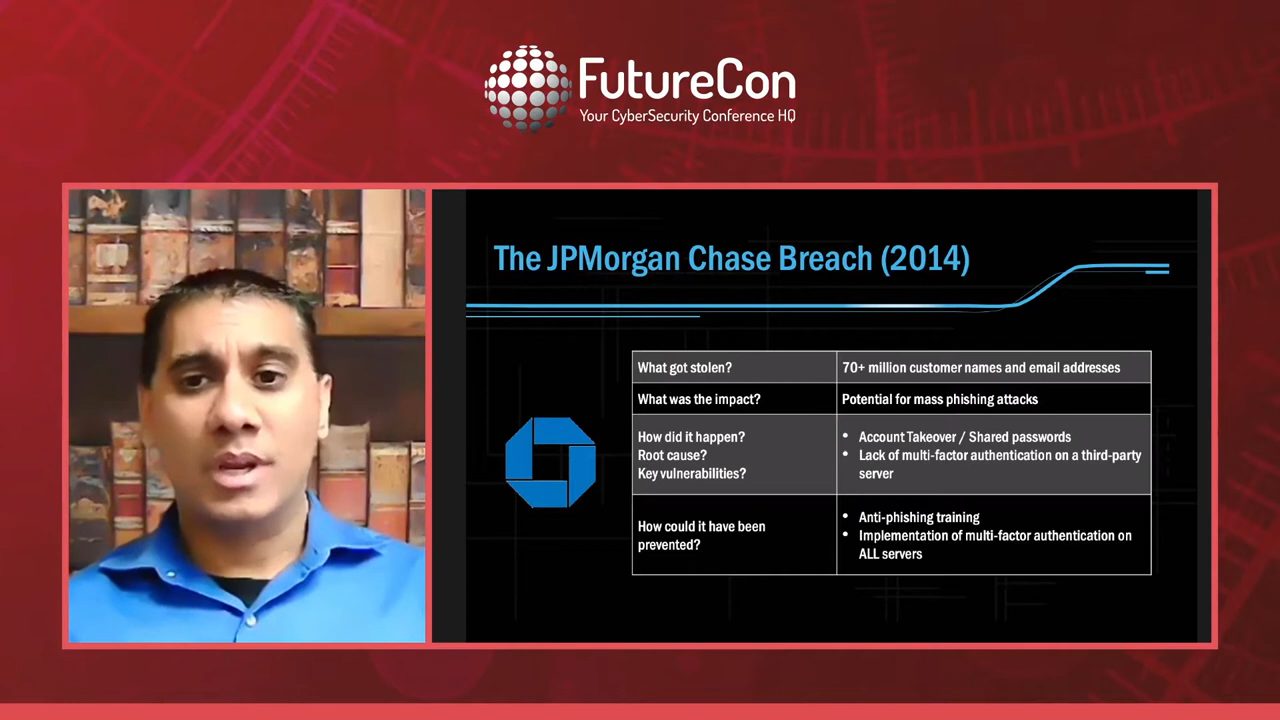 FutureCon
Your CyberSecurity Conference HQ
The JPMorgan Chase Breach (2014)
What got stolen?
70+ million customer names and email addresses
What was the impact?
Potential for mass phishing attacks
How did it happen?
Root cause?
Key vulnerabilities?
• Account Takeover / Shared passwords
• Lack of multi-factor authentication on a third-party
server
How could it have been
prevented?
• Anti-phishing training
• Implementation of multi-factor authentication on
ALL servers